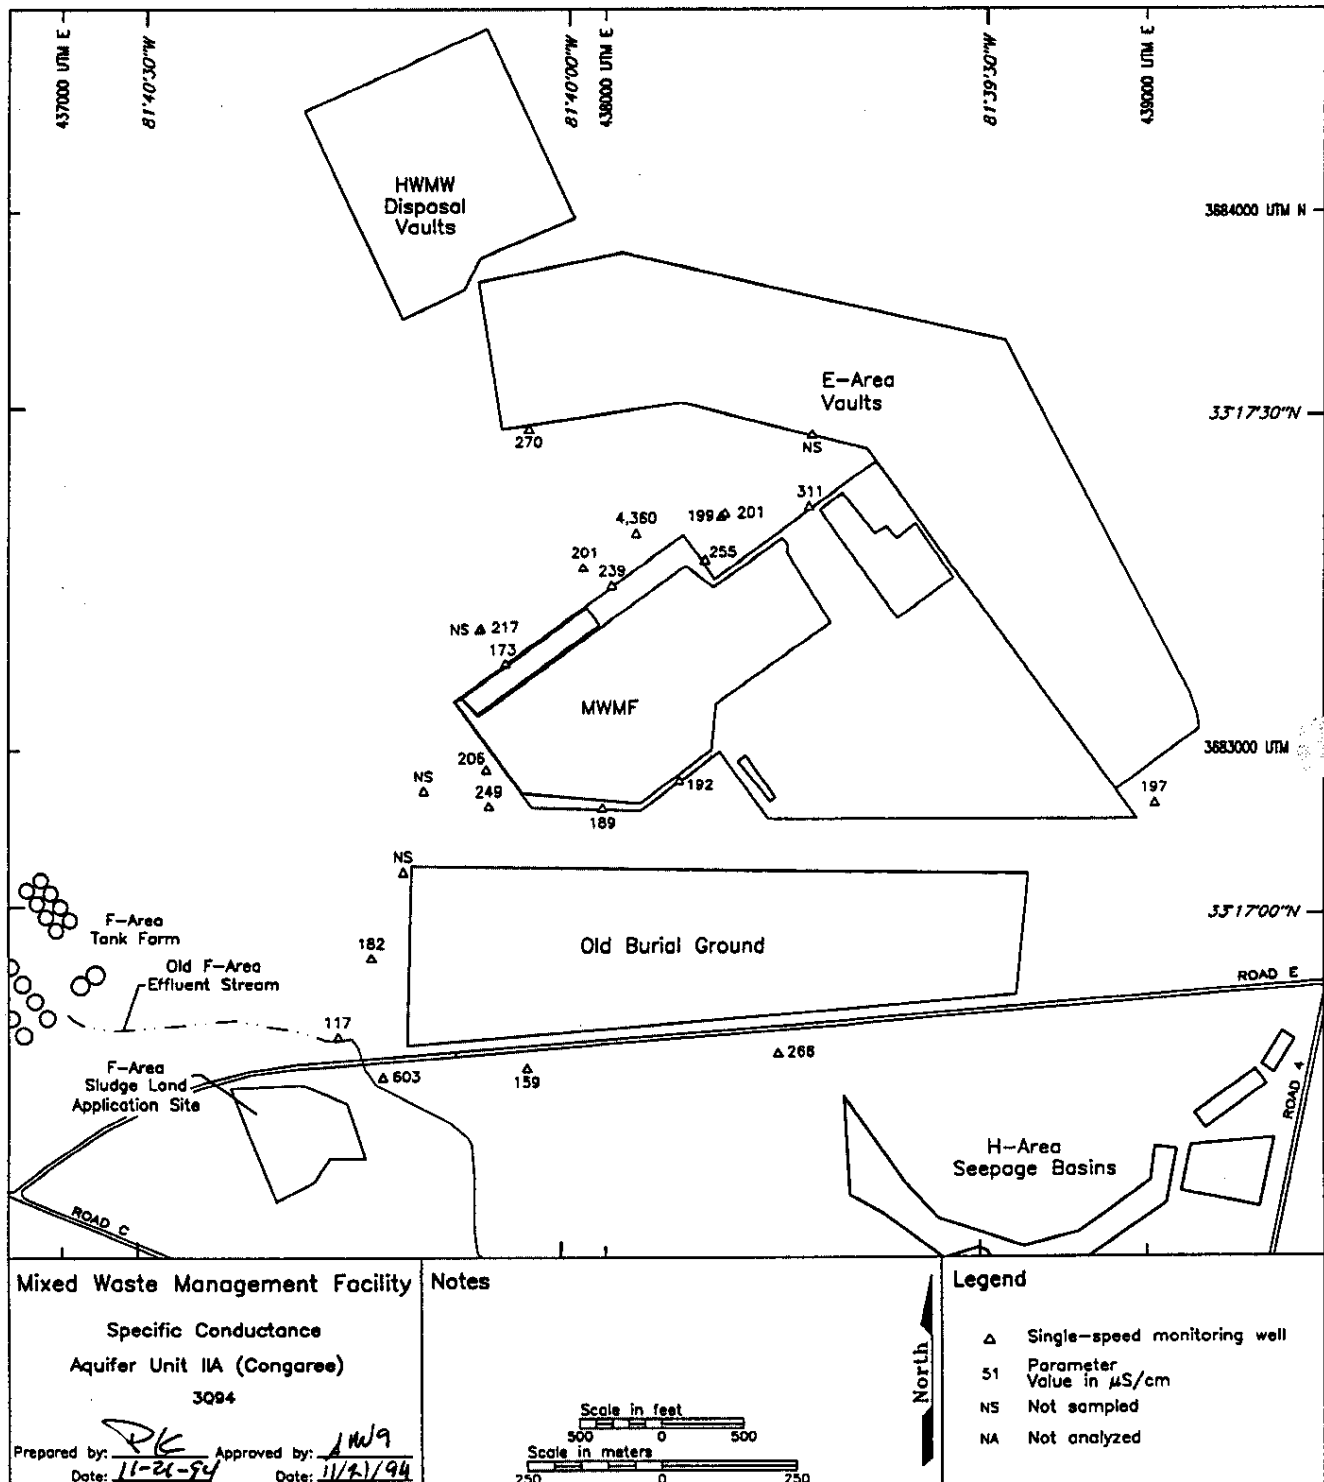 437000 UTM E
81°40'30"W
81°40'00"W
438000 UTM E
81°39'30"W
439000 UTM E
HWMW
Disposal
Vaults
3684000 UTM N
E-Area
Vaults
33°17'30"N
270
NS
311
4,360
199
201
255
201
239
NS
217
173
MWMF
3683000 UTM
206
NS
249
192
189
197
NS
F-Area
Tank Farm
33°17'00"N
182
Old Burial Ground
Old F-Area
Effluent Stream
ROAD E
117
266
F-Area
Sludge Land
Application Site
603
159
ROAD 4
H-Area
Seepage Basins
ROAD C
Mixed Waste Management Facility
Specific Conductance
Aquifer Unit IIA (Congaree)
3Q94
Prepared by:
Approved by:
Date: 11-21-94
Date: 11/21/94
Notes
Scale in feet
500 0 500
Scale in meters
250 0 250
North
Legend
Single-speed monitoring well
51 Parameter
Value in µS/cm
NS Not sampled
NA Not analyzed